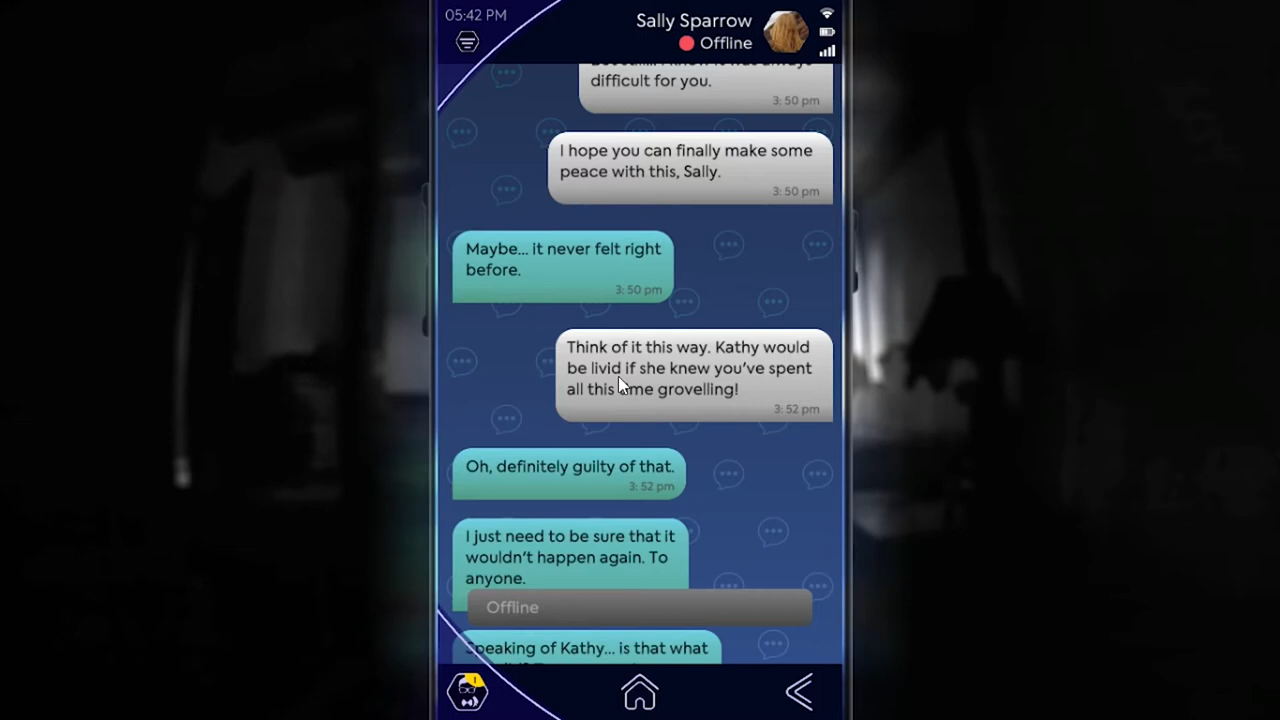 05:42 PM
Sally Sparrow
Offline
difficult for you.
3:50 pm
I hope you can finally make some
peace with this, Sally.
3:50 pm
Maybe... it never felt right
before.
3:50 pm
Think of it this way. Kathy would
be livid if she knew you've spent
all this time grovelling!
3:52 pm
Oh, definitely guilty of that.
3:52 pm
I just need to be sure that it
wouldn't happen again. To
anyone.
Offline
Speaking of Kathy... is that what